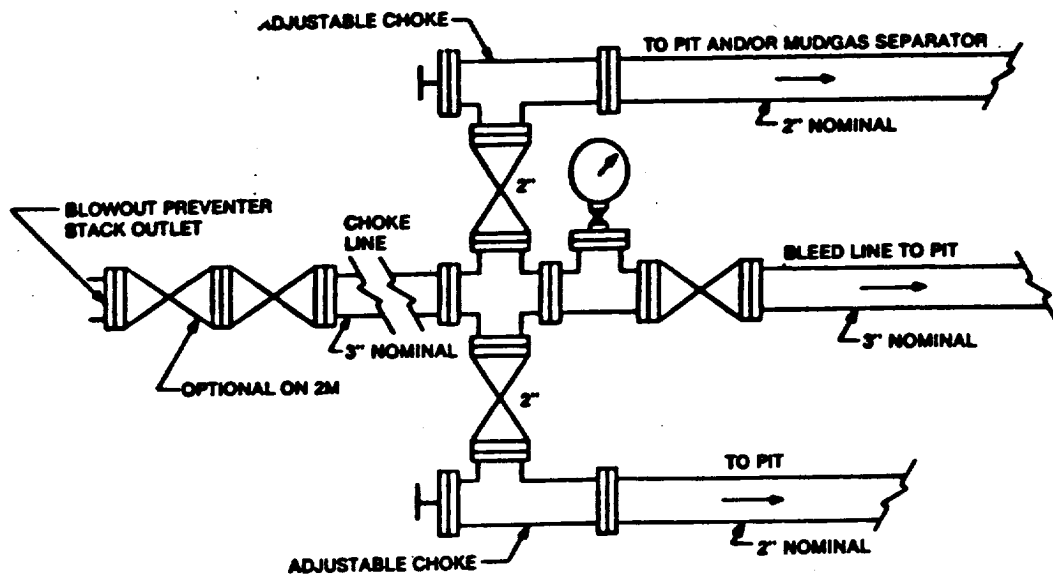 ADJUSTABLE CHOKE
TO PIT AND/OR MUD/GAS SEPARATOR
2" NOMINAL
2"
BLOWOUT PREVENTER
STACK OUTLET
CHOKE
LINE
BLEED LINE TO PIT
3" NOMINAL
3" NOMINAL
OPTIONAL ON 2M
2"
TO PIT
2" NOMINAL
ADJUSTABLE CHOKE